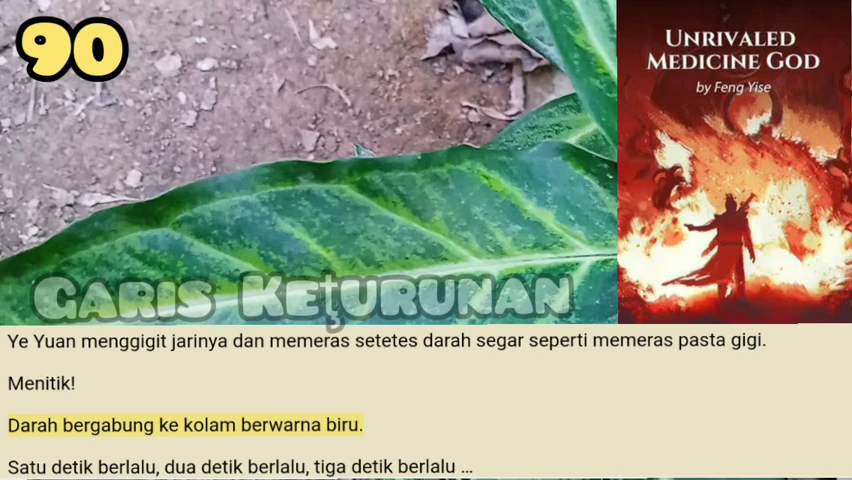 90
UNRIVALED
MEDICINE GOD
by Feng Yise
GARIS KEŢURUNAN
Ye Yuan menggigit jarinya dan memeras setetes darah segar seperti memeras pasta gigi.
Menitik!
Darah bergabung ke kolam berwarna biru.
Satu detik berlalu, dua detik berlalu, tiga detik berlalu ...